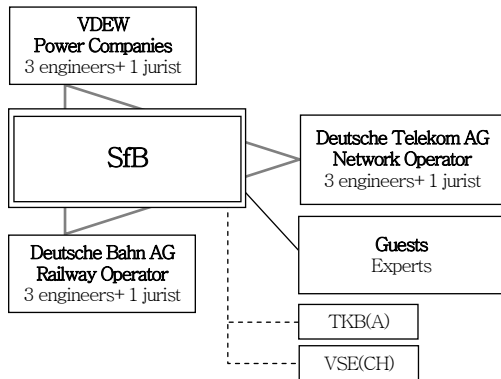 VDEW
Power Companies
3 engineers+ 1 jurist
SfB
Deutsche Telekom AG
Network Operator
3 engineers+ 1 jurist
Deutsche Bahn AG
Railway Operator
3 engineers+ 1 jurist
Guests
Experts
TKB(A)
VSE(CH)